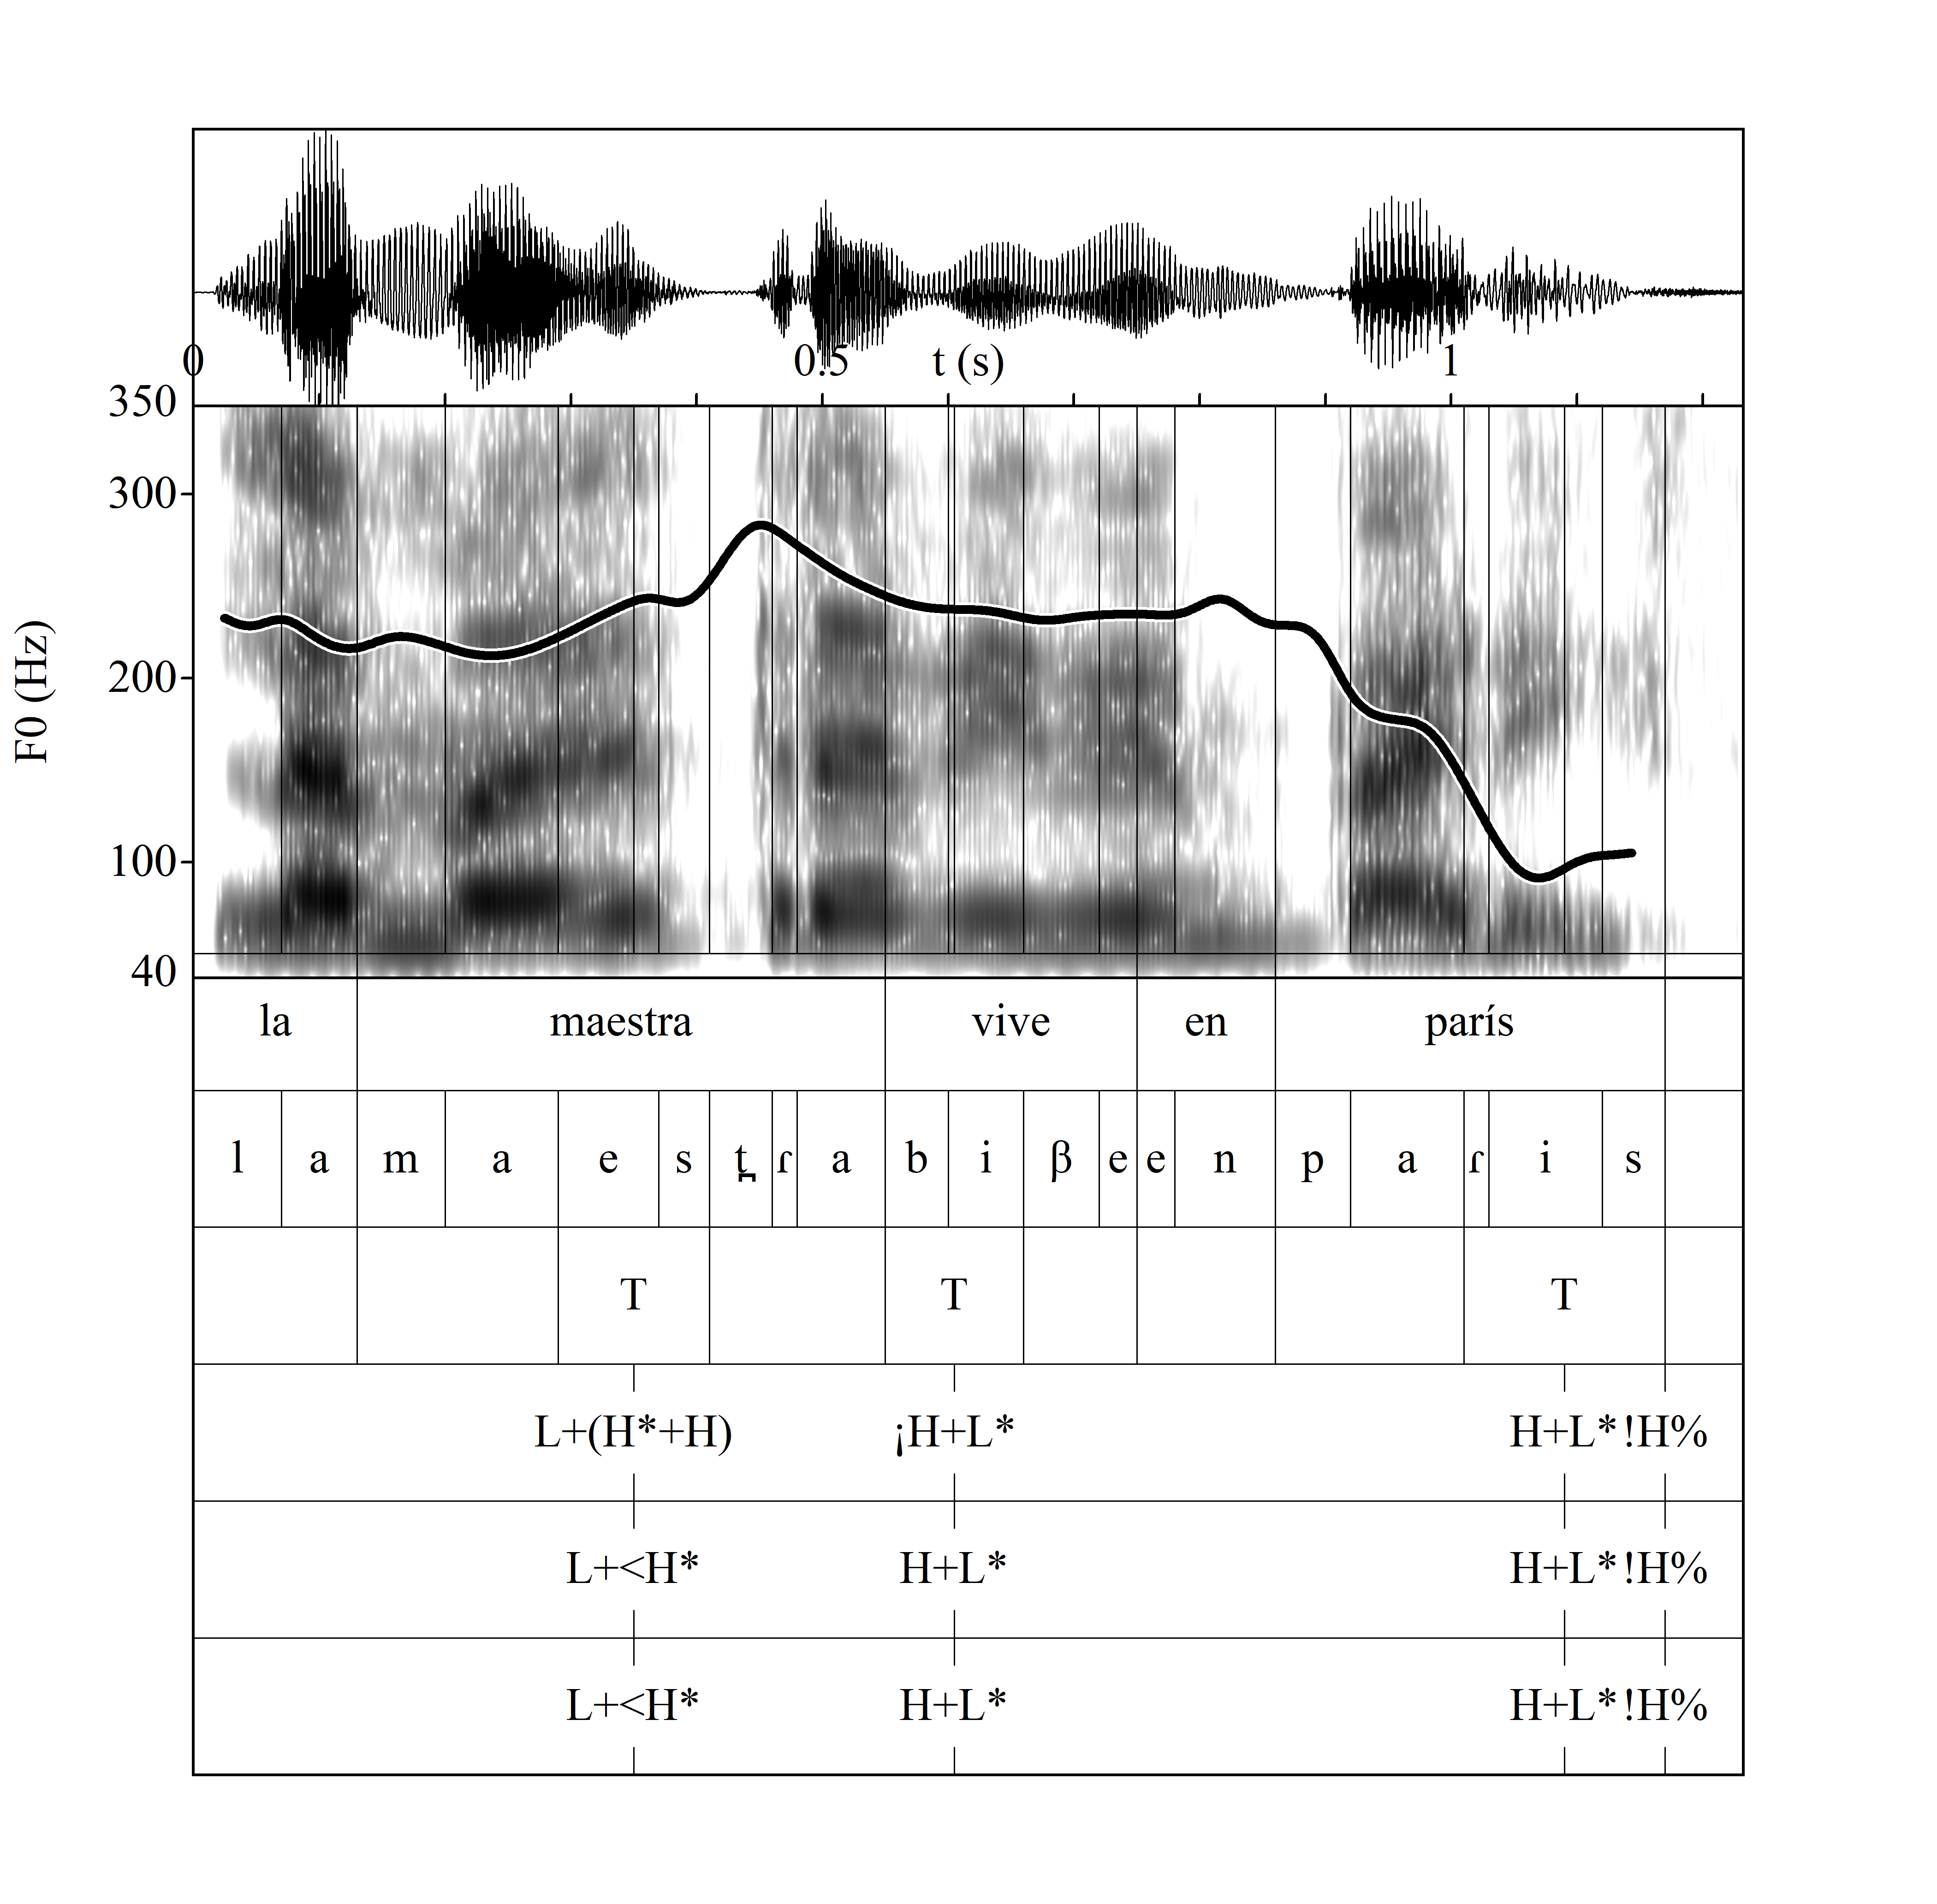 0 0.5 t (s) 1
350
300
200
100
40
F0 (Hz)
la maestra vive en parís
l a m a e s t̪ ɾ a b i β e e n p a ɾ i s
T T T
L+(H*+H) ¡H+L* H+L* !H%
L+<H* H+L* H+L* !H%
L+<H* H+L* H+L* !H%